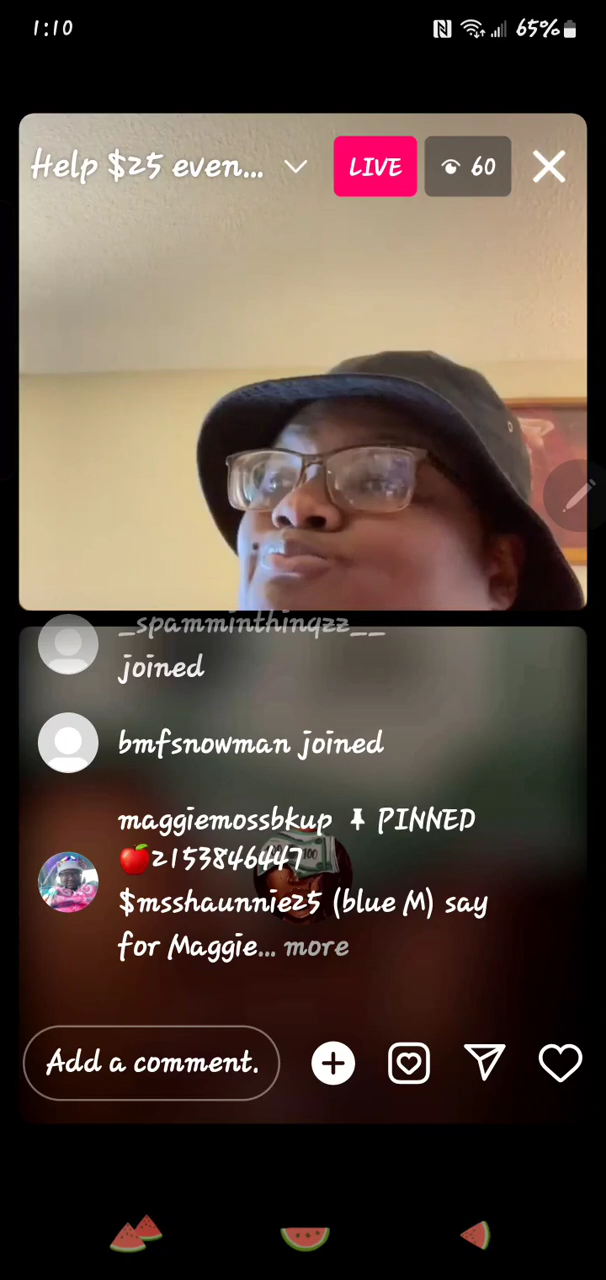 1:10 65%
Help $25 even... LIVE 60
_spamminthingzz__
joined
bmfsnowman joined
maggiemossbkup 📌 PINNED
🍎2153846447
$msshaunnie25 (blue M) say
for Maggie... more
Add a comment.